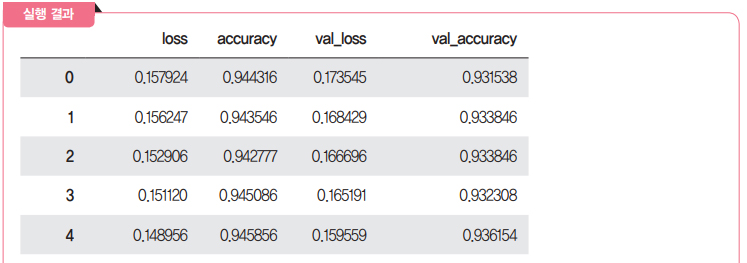 실행 결과
loss accuracy val_loss val_accuracy
0 0.157924 0.944316 0.173545 0.931538
1 0.156247 0.943546 0.168429 0.933846
2 0.152906 0.942777 0.166696 0.933846
3 0.151120 0.945086 0.165191 0.932308
4 0.148956 0.945856 0.159559 0.936154